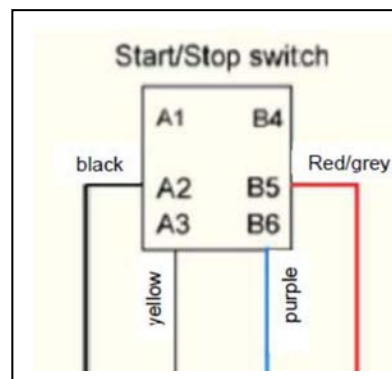 Start/Stop switch
A1 B4
black Red/grey
A2 B5
A3 B6
yellow purple